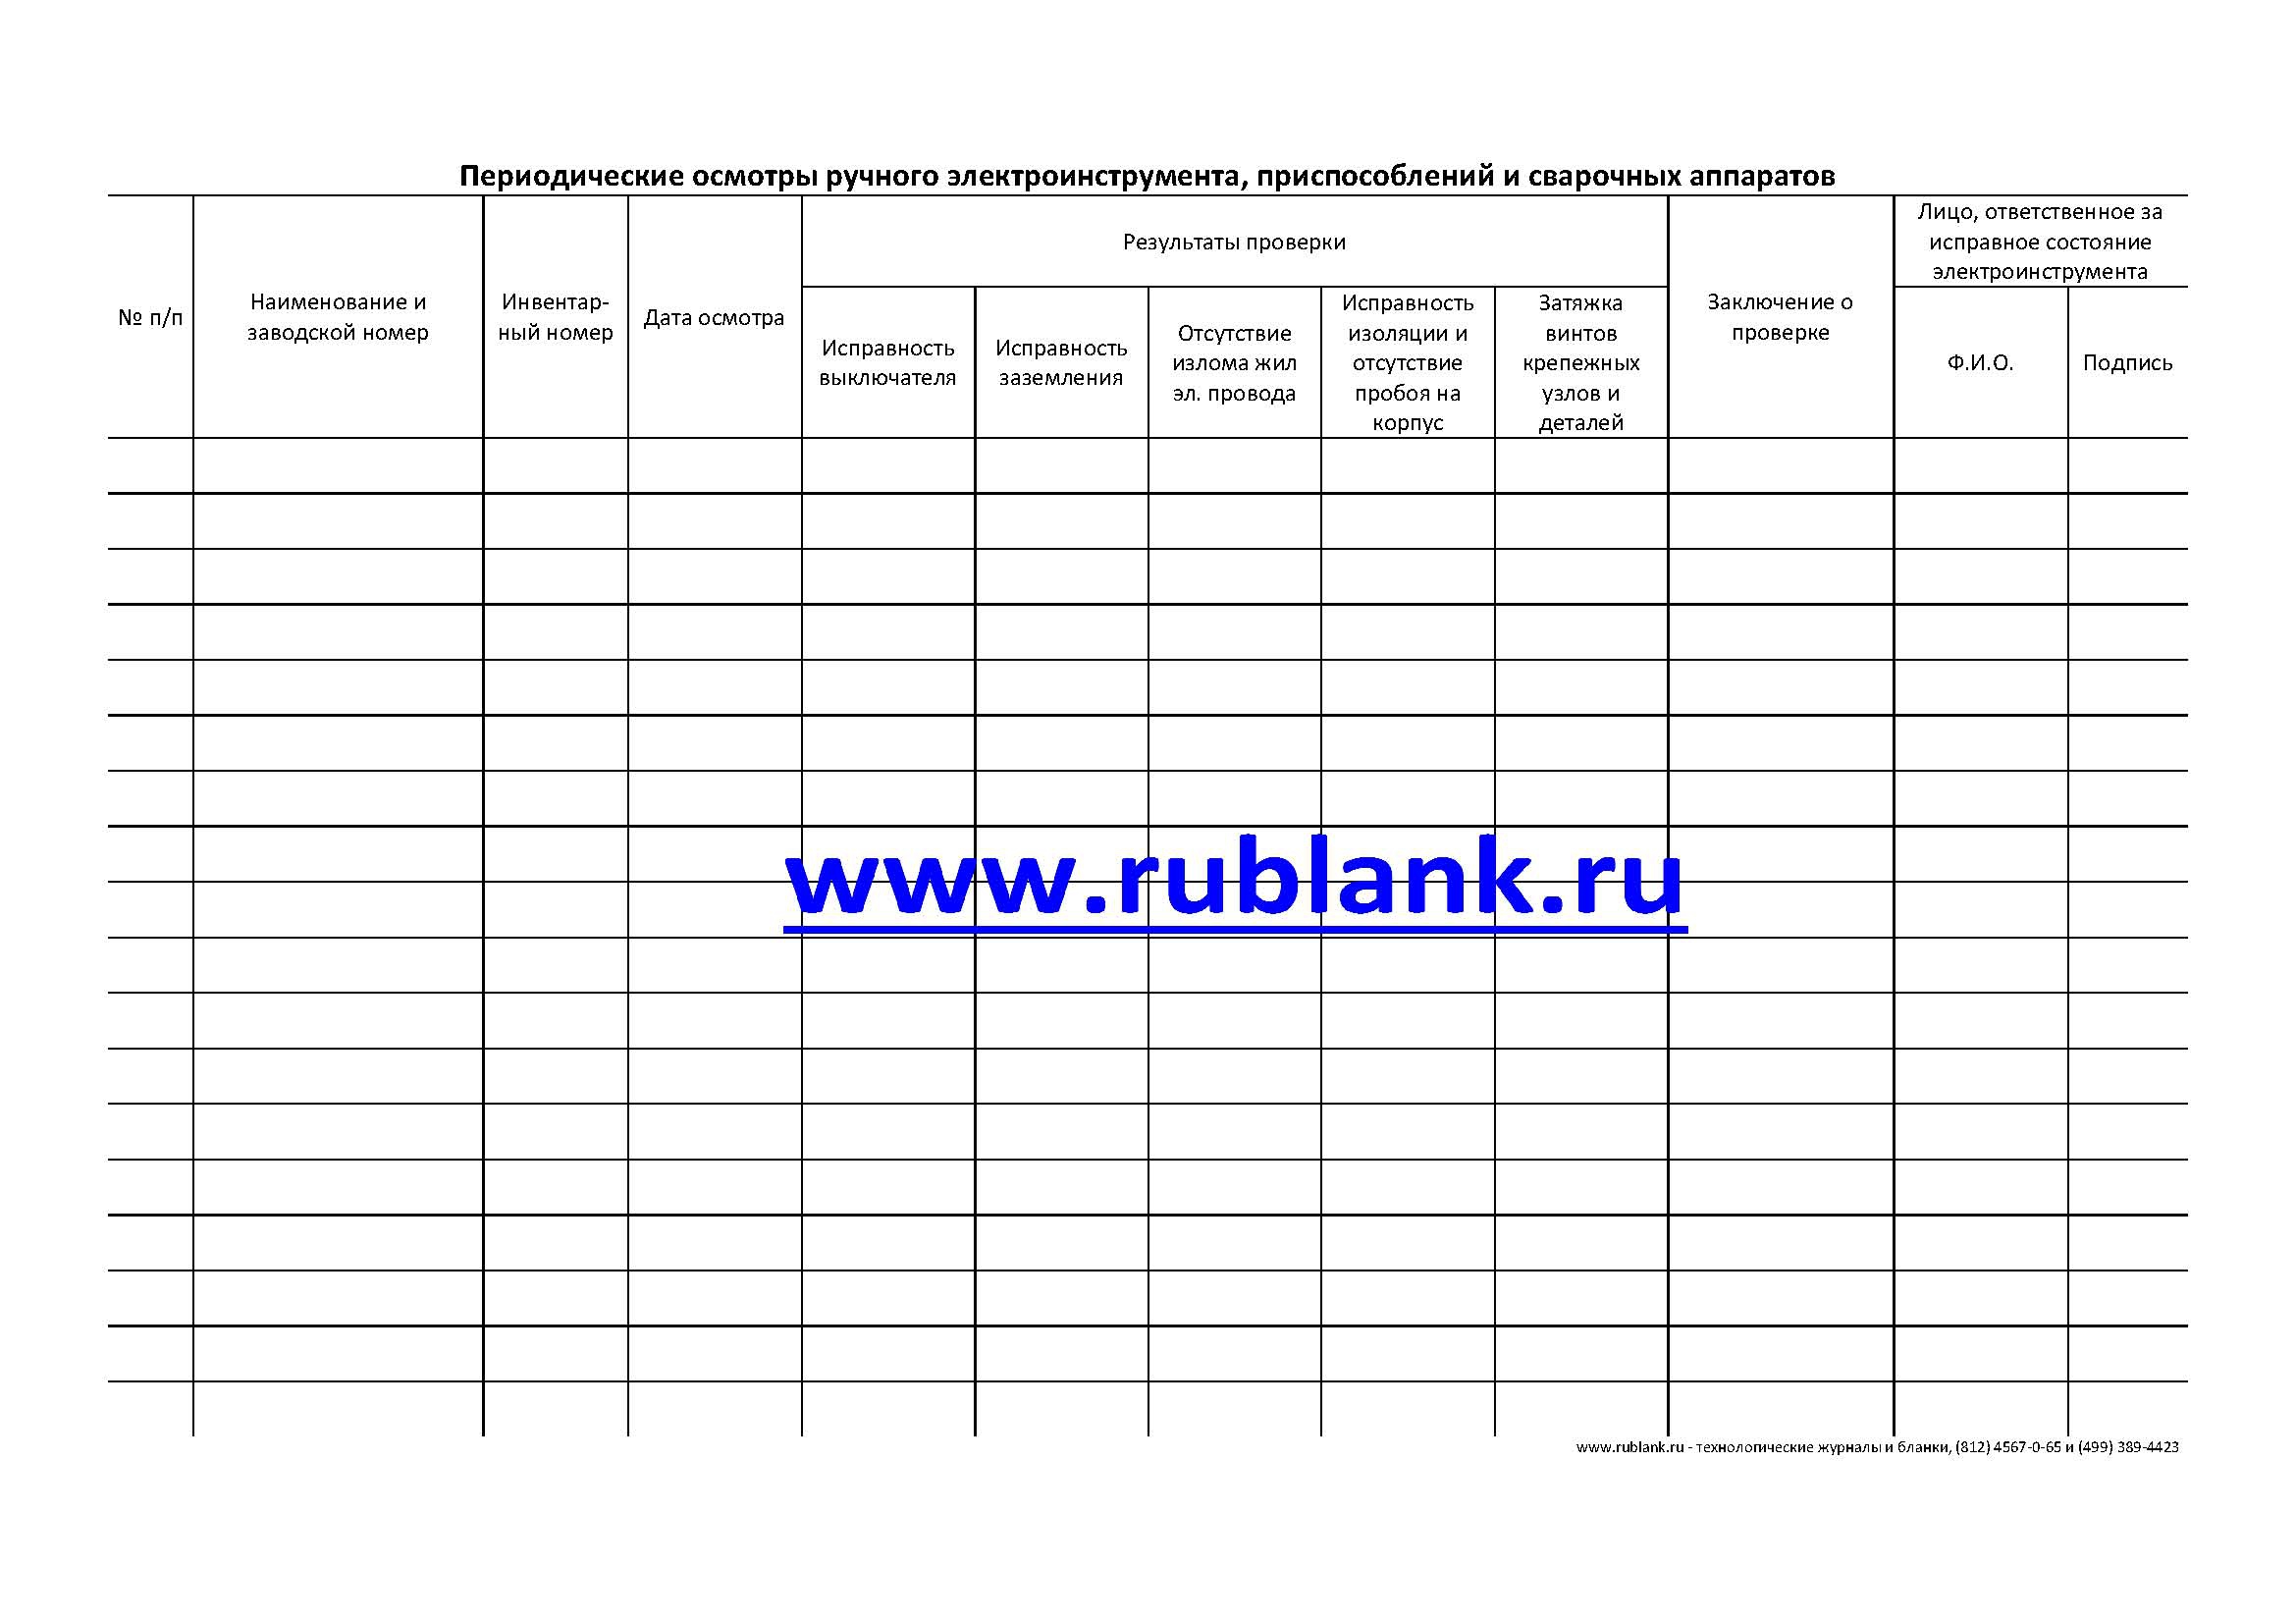 Периодические осмотры ручного электроинструмента, приспособлений и сварочных аппаратов
№ п/п
Наименование и
заводской номер
Инвентар-
ный номер
Дата осмотра
Результаты проверки
Исправность
выключателя
Исправность
заземления
Отсутствие
излома жил
эл. провода
Исправность
изоляции и
отсутствие
пробоя на
корпус
Затяжка
винтов
крепежных
узлов и
деталей
Заключение о
проверке
Лицо, ответственное за
исправное состояние
электроинструмента
Ф.И.О.
Подпись
www.rublank.ru
www.rublank.ru - технологические журналы и бланки, (812) 4567-0-65 и (499) 389-4423